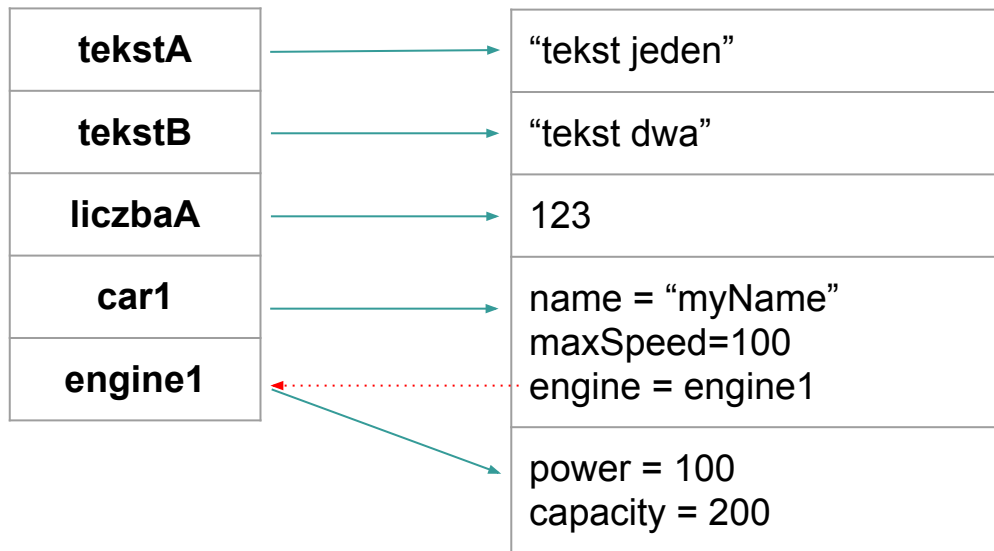 tekstA
“tekst jeden”
tekstB
“tekst dwa”
liczbaA
123
car1
name = “myName”
maxSpeed=100
engine = engine1
engine1
power = 100
capacity = 200